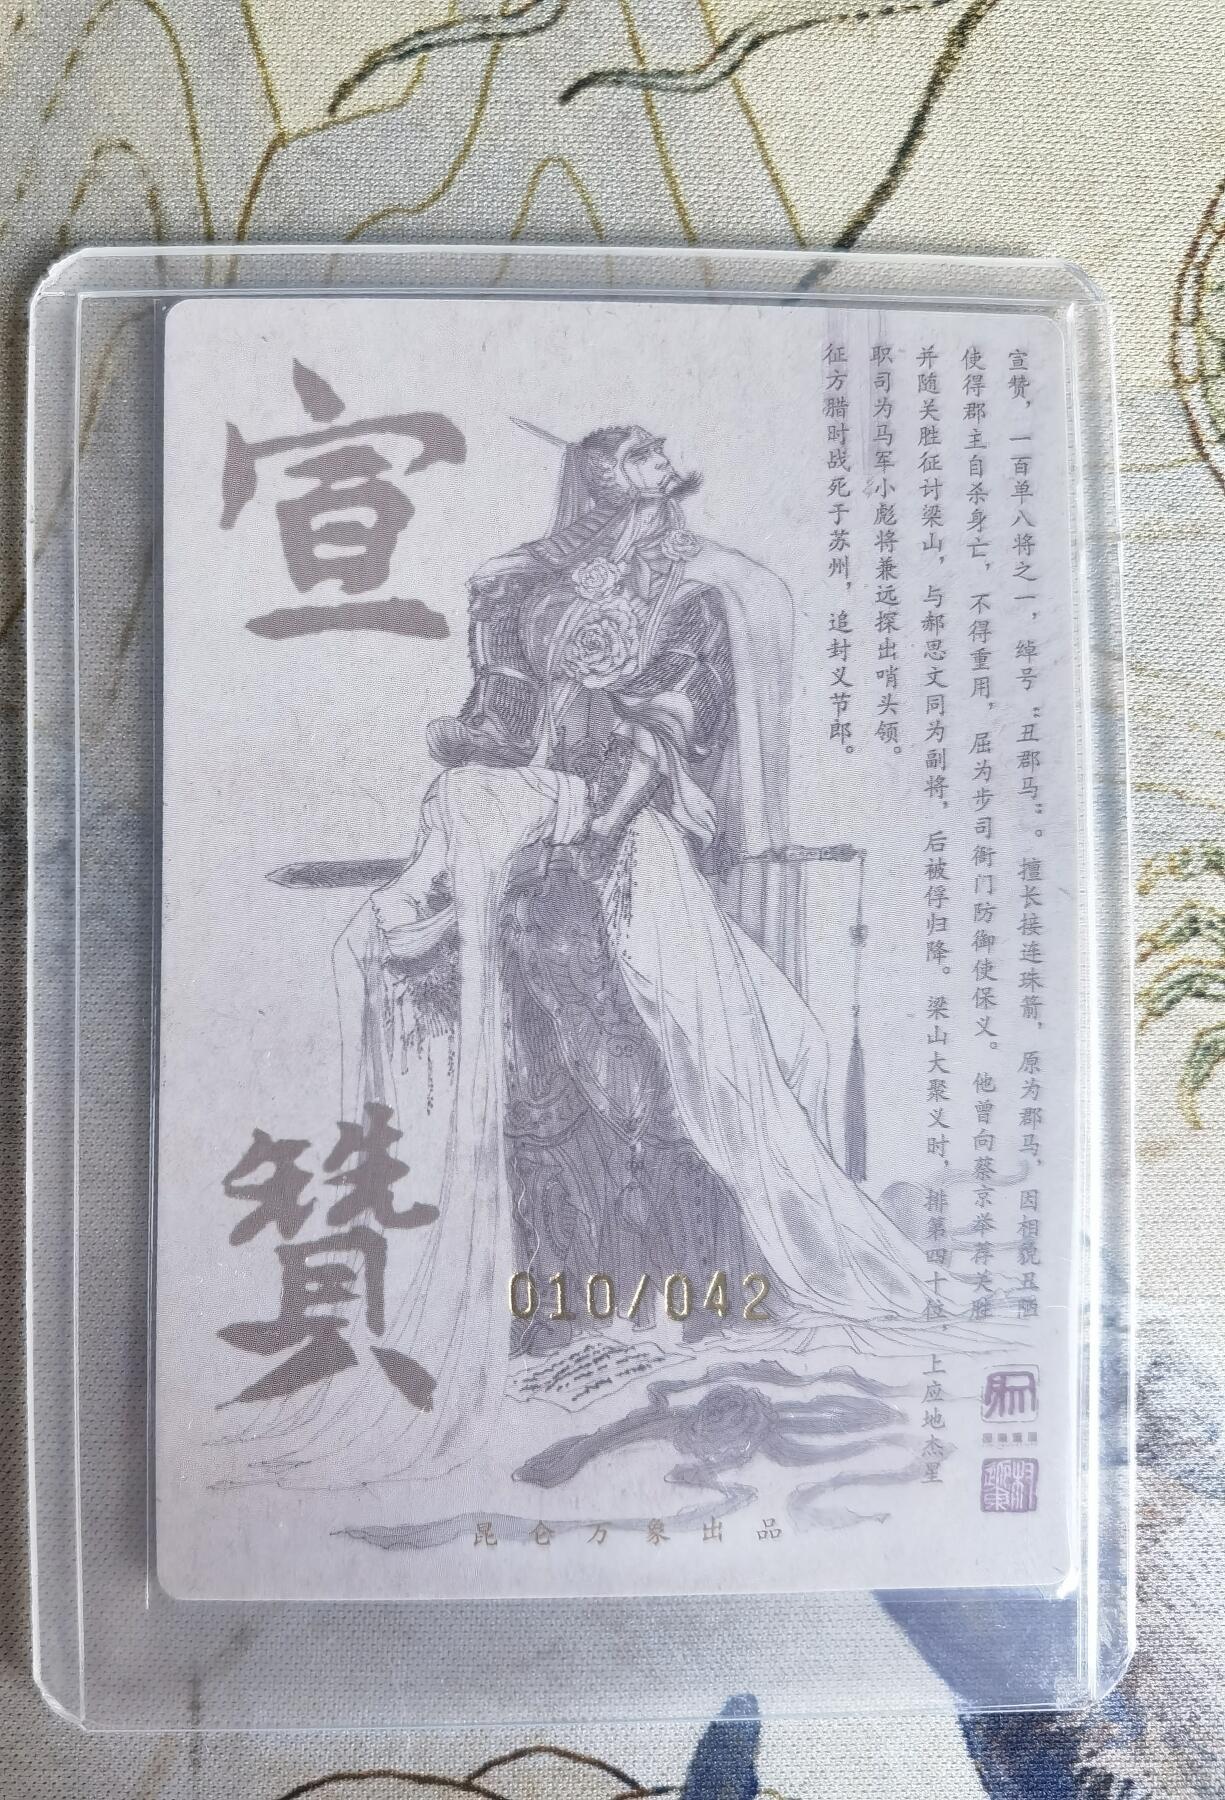 宣贊
宣赞，一百单八将之一，绰号“丑郡马”。擅长接连珠箭，原为郡马，因相貌丑陋
使得郡主自杀身亡，不得重用，屈为步司衙门防御使保义。他曾向蔡京举荐关胜
并随关胜征讨梁山，与郝思文同为副将，后被俘归降。梁山大聚义时，排第四十位，上应地杰星
职司为马军小彪将兼远探出哨头领。
征方腊时战死于苏州，追封义节郎。
010/042
昆仑万象出品